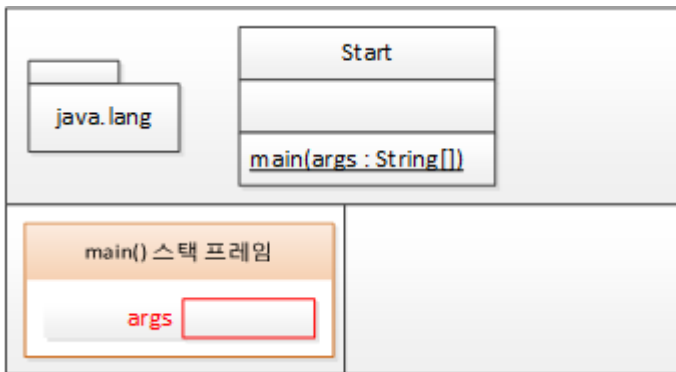 Start
java.lang
main(args : String[])
main() 스택 프레임
args